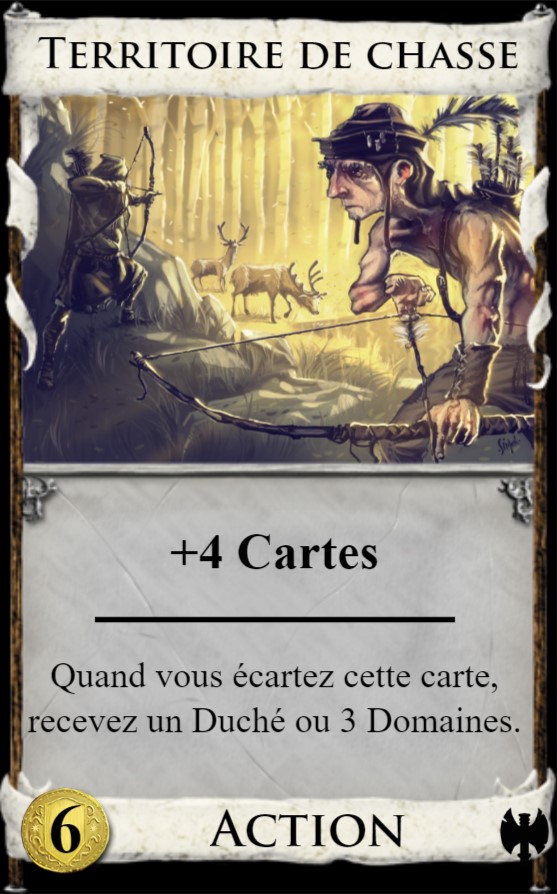 Territoire de chasse
+4 Cartes
Quand vous écartez cette carte,
recevez un Duché ou 3 Domaines.
6 Action